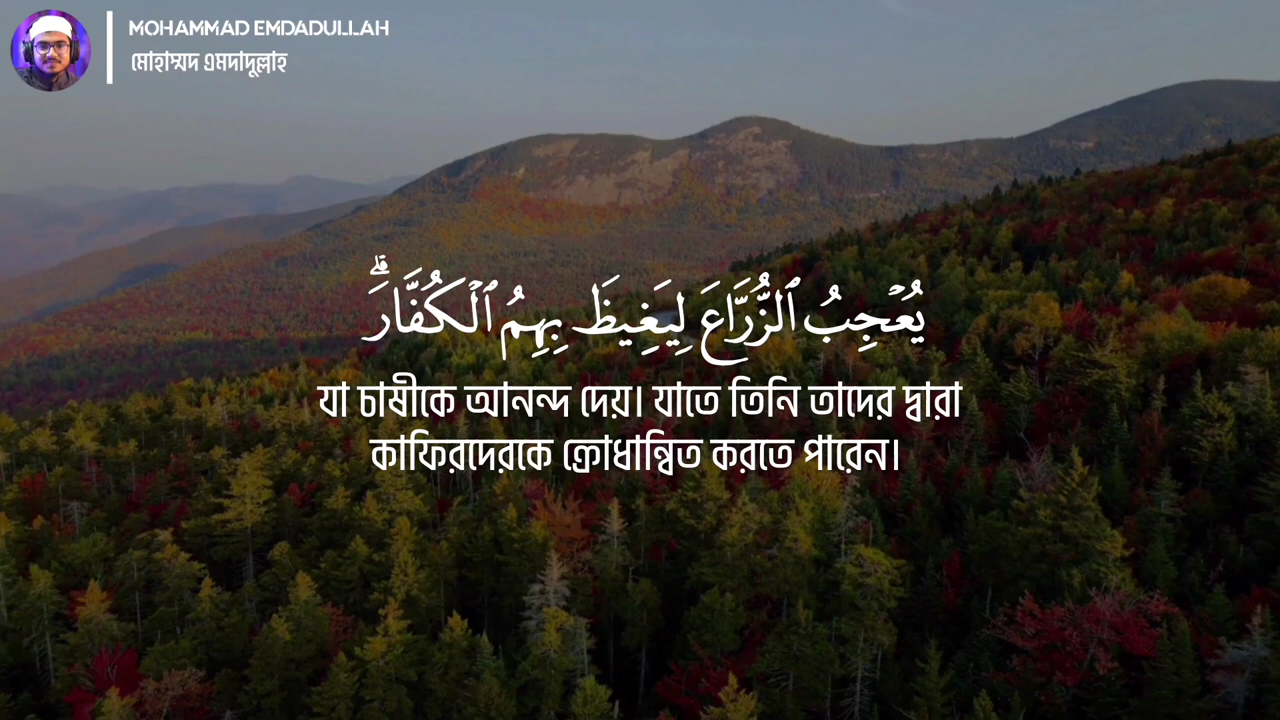 MOHAMMAD EMDADULLAH
মোহাম্মদ এমদাদুল্লাহ
يُعۡجِبُ ٱلزُّرَّاعَ لِيَغِيظَ بِهِمُ ٱلۡكُفَّارَۗ
যা চাষীকে আনন্দ দেয়। যাতে তিনি তাদের দ্বারা
কাফিরদেরকে ক্রোধান্বিত করতে পারেন।